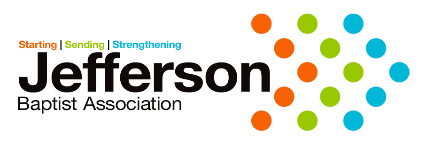 Starting | Sending | Strengthening
Jefferson
Baptist Association